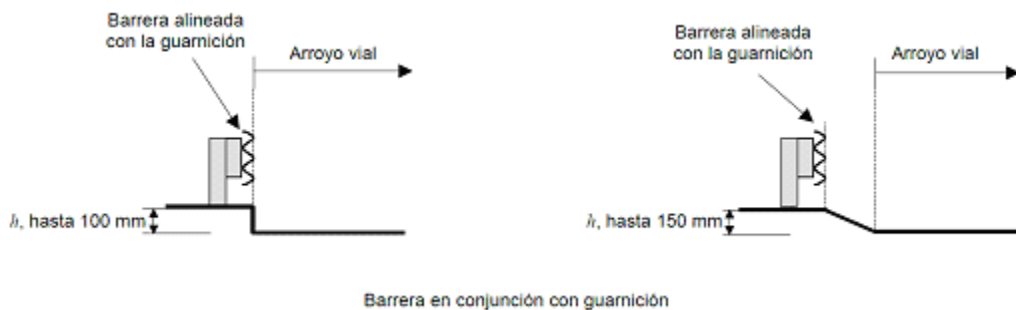 Barrera alineada
con la guarnición
Arroyo vial
h, hasta 100 mm
Barrera alineada
con la guarnición
Arroyo vial
h, hasta 150 mm
Barrera en conjunción con guarnición